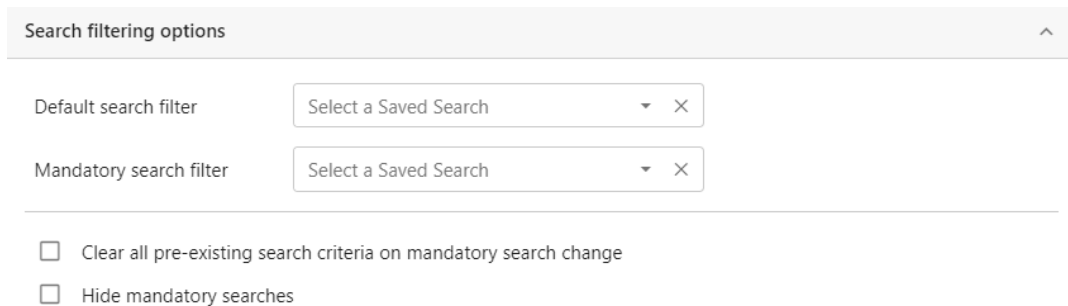 Search filtering options
Default search filter
Select a Saved Search
Mandatory search filter
Select a Saved Search
Clear all pre-existing search criteria on mandatory search change
Hide mandatory searches